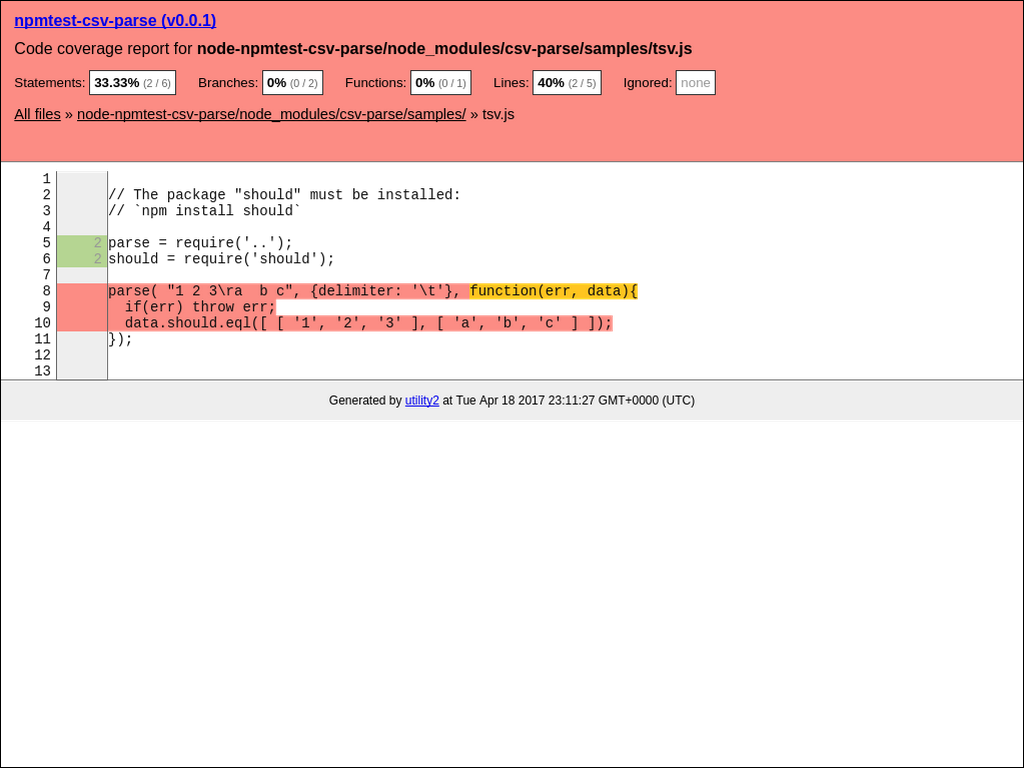 npmtest-csv-parse (v0.0.1)
Code coverage report for node-npmtest-csv-parse/node_modules/csv-parse/samples/tsv.js
Statements: 33.33% (2 / 6) Branches: 0% (0 / 2) Functions: 0% (0 / 1) Lines: 40% (2 / 5) Ignored: none
All files » node-npmtest-csv-parse/node_modules/csv-parse/samples/ » tsv.js
1
2 // The package "should" must be installed:
3 // `npm install should`
4
5 2 parse = require('..');
6 2 should = require('should');
7
8 parse( "1 2 3\ra  b c", {delimiter: '\t'}, function(err, data){
9   if(err) throw err;
10   data.should.eql([ [ '1', '2', '3' ], [ 'a', 'b', 'c' ] ]);
11 });
12
13
Generated by utility2 at Tue Apr 18 2017 23:11:27 GMT+0000 (UTC)